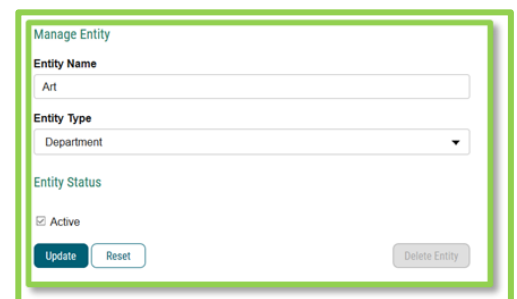 Manage Entity
Entity Name
Art
Entity Type
Department
Entity Status
Active
Update Reset Delete Entity